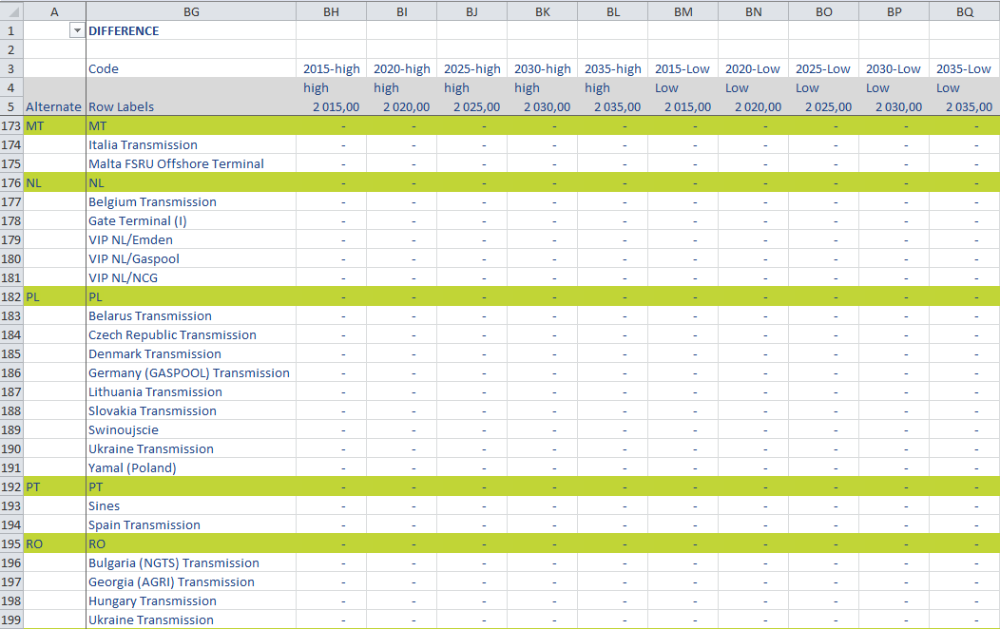 A BG BH BI BJ BK BL BM BN BO BP BQ
1 DIFFERENCE
2
3 Code 2015-high 2020-high 2025-high 2030-high 2035-high 2015-Low 2020-Low 2025-Low 2030-Low 2035-Low
4 high high high high high Low Low Low Low Low
5 Alternate Row Labels 2 015,00 2 020,00 2 025,00 2 030,00 2 035,00 2 015,00 2 020,00 2 025,00 2 030,00 2 035,00
173 MT MT - - - - - - - - - -
174 Italia Transmission - - - - - - - - - -
175 Malta FSRU Offshore Terminal - - - - - - - - - -
176 NL NL - - - - - - - - - -
177 Belgium Transmission - - - - - - - - - -
178 Gate Terminal (I) - - - - - - - - - -
179 VIP NL/Emden - - - - - - - - - -
180 VIP NL/Gaspool - - - - - - - - - -
181 VIP NL/NCG - - - - - - - - - -
182 PL PL - - - - - - - - - -
183 Belarus Transmission - - - - - - - - - -
184 Czech Republic Transmission - - - - - - - - - -
185 Denmark Transmission - - - - - - - - - -
186 Germany (GASPOOL) Transmission - - - - - - - - - -
187 Lithuania Transmission - - - - - - - - - -
188 Slovakia Transmission - - - - - - - - - -
189 Swinoujscie - - - - - - - - - -
190 Ukraine Transmission - - - - - - - - - -
191 Yamal (Poland) - - - - - - - - - -
192 PT PT - - - - - - - - - -
193 Sines - - - - - - - - - -
194 Spain Transmission - - - - - - - - - -
195 RO RO - - - - - - - - - -
196 Bulgaria (NGTS) Transmission - - - - - - - - - -
197 Georgia (AGRI) Transmission - - - - - - - - - -
198 Hungary Transmission - - - - - - - - - -
199 Ukraine Transmission - - - - - - - - - -